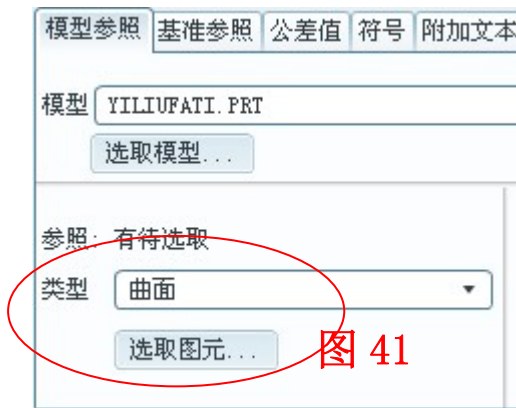 模型参照 基准参照 公差值 符号 附加文本
模型 YILIUFATI.PRT
选取模型...
参照: 有待选取
类型 曲面
选取图元...
图 41